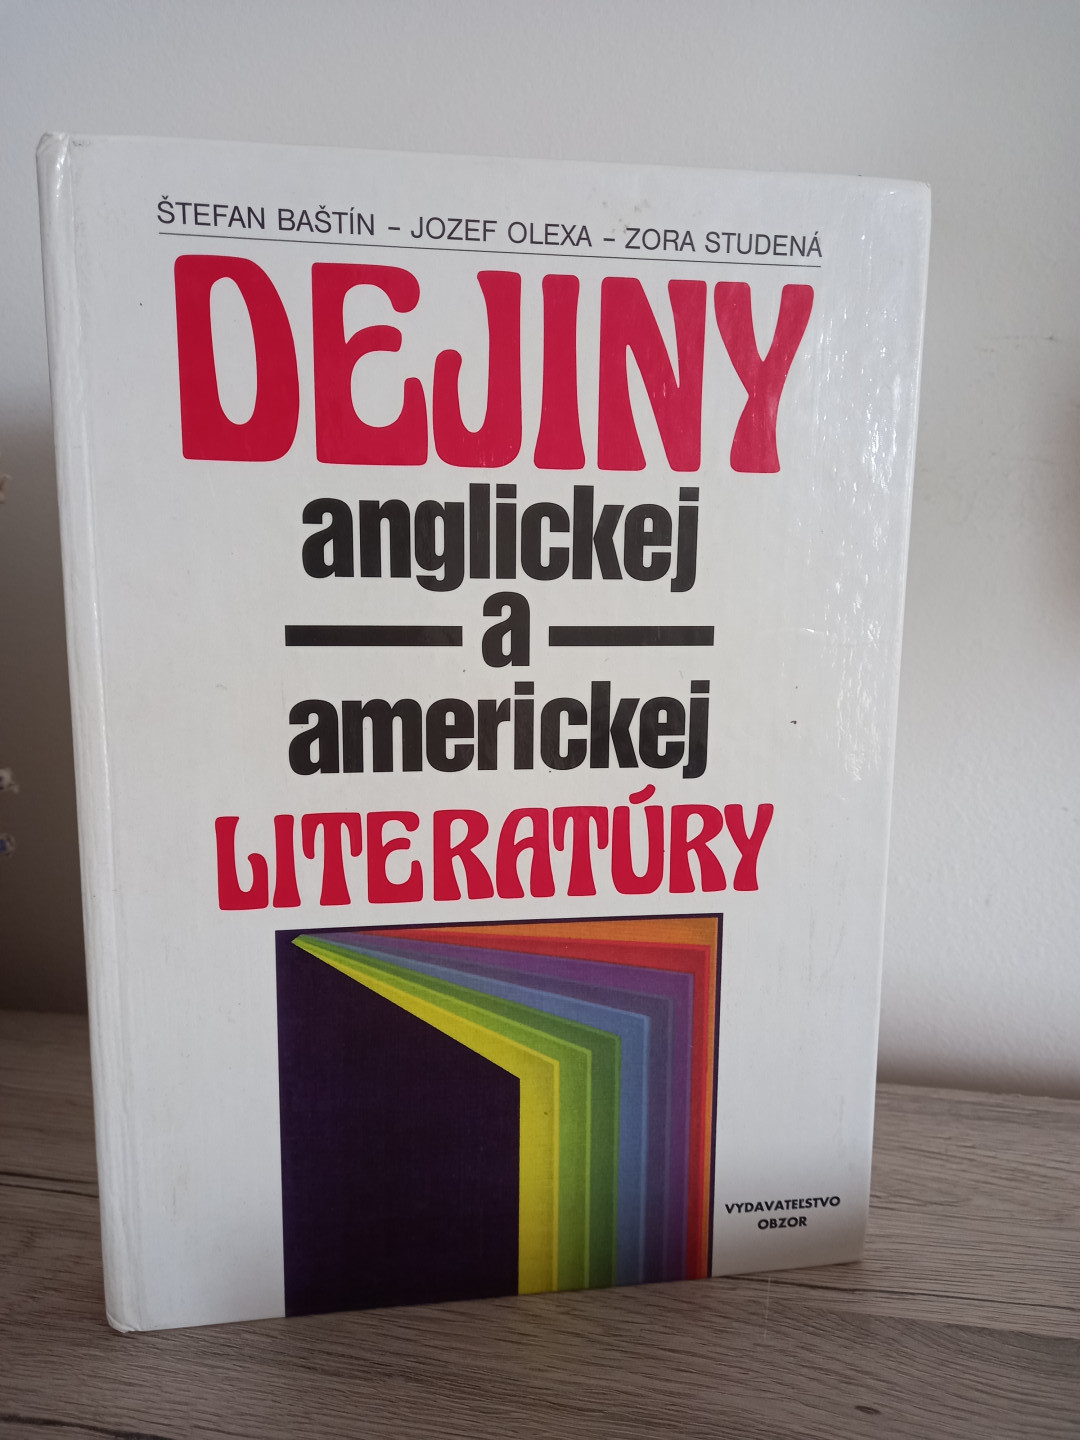 ŠTEFAN BAŠTÍN – JOZEF OLEXA – ZORA STUDENÁ
DEJINY
anglickej
a
americkej
LITERATÚRY
VYDAVATEĽSTVO
OBZOR